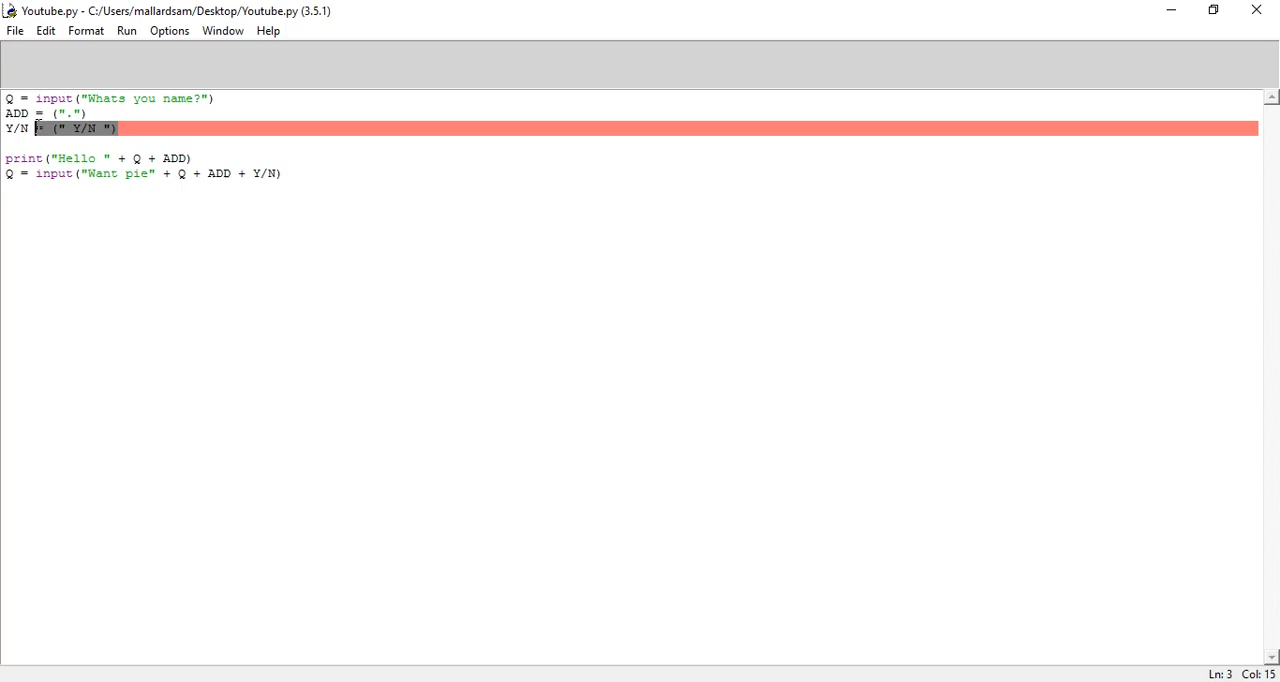 Youtube.py - C:/Users/mallardsam/Desktop/Youtube.py (3.5.1)
File Edit Format Run Options Window Help
Q = input("Whats you name?")
ADD = (".")
Y/N = (" Y/N ")
print("Hello " + Q + ADD)
Q = input("Want pie" + Q + ADD + Y/N)
Ln: 3 Col: 15